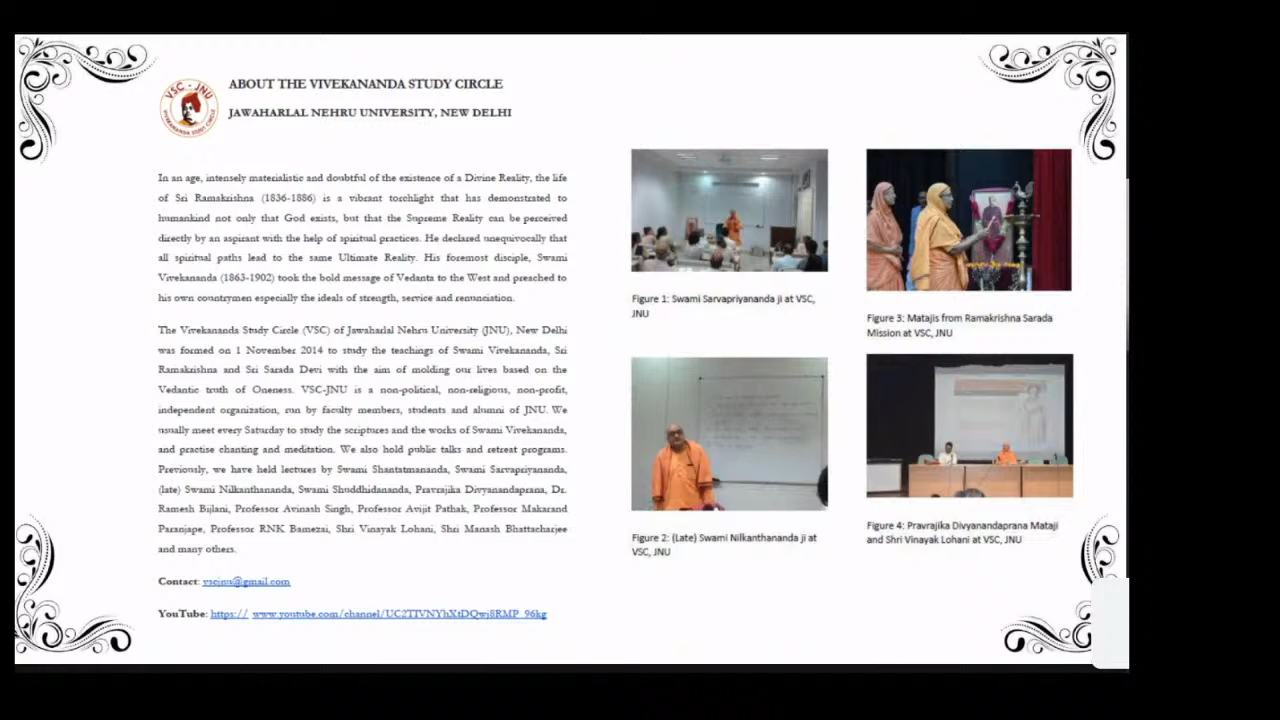 VSC - JNU
VIVEKANANDA STUDY CIRCLE
ABOUT THE VIVEKANANDA STUDY CIRCLE
JAWAHARLAL NEHRU UNIVERSITY, NEW DELHI
In an age, intensely materialistic and doubtful of the existence of a Divine Reality, the life
of Sri Ramakrishna (1836-1886) is a vibrant torchlight that has demonstrated to
humankind not only that God exists, but that the Supreme Reality can be perceived
directly by an aspirant with the help of spiritual practices. He declared unequivocally that
all spiritual paths lead to the same Ultimate Reality. His foremost disciple, Swami
Vivekananda (1863-1902) took the bold message of Vedanta to the West and preached to
his own countrymen especially the ideals of strength, service and renunciation.
The Vivekananda Study Circle (VSC) of Jawaharlal Nehru University (JNU), New Delhi
was formed on 1 November 2014 to study the teachings of Swami Vivekananda, Sri
Ramakrishna and Sri Sarada Devi with the aim of molding our lives based on the
Vedantic truth of Oneness. VSC-JNU is a non-political, non-religious, non-profit,
independent organization, run by faculty members, students and alumni of JNU. We
usually meet every Saturday to study the scriptures and the works of Swami Vivekananda,
and practise chanting and meditation. We also hold public talks and retreat programs.
Previously, we have held lectures by Swami Shantatmananda, Swami Sarvapriyananda,
(late) Swami Nilkanthananda, Swami Shuddhidananda, Pravrajika Divyanandaprana, Dr.
Ramesh Bijlani, Professor Avinash Singh, Professor Avijit Pathak, Professor Makarand
Paranjape, Professor RNK Bamezai, Shri Vinayak Lohani, Shri Manash Bhattacharjee
and many others.
Contact: vscjnu@gmail.com
YouTube: https:// www.youtube.com/channel/UC2TIVNYhXtDQwj8RMP_96kg
Figure 1: Swami Sarvapriyananda ji at VSC,
JNU
Figure 2: (Late) Swami Nilkanthananda ji at
VSC, JNU
Figure 3: Matajis from Ramakrishna Sarada
Mission at VSC, JNU
Figure 4: Pravrajika Divyanandaprana Mataji
and Shri Vinayak Lohani at VSC, JNU